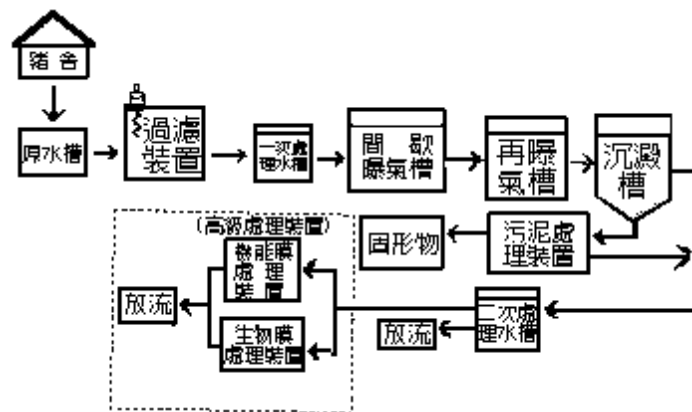 豬舍
原水槽
過濾
裝置
一次處
理水槽
間歇
曝氣槽
再曝
氣槽
沉澱
槽
(高級處理裝置)
機能膜
處理
裝置
固形物
污泥處
理裝置
放流
生物膜
處理裝置
放流
二次處
理水槽